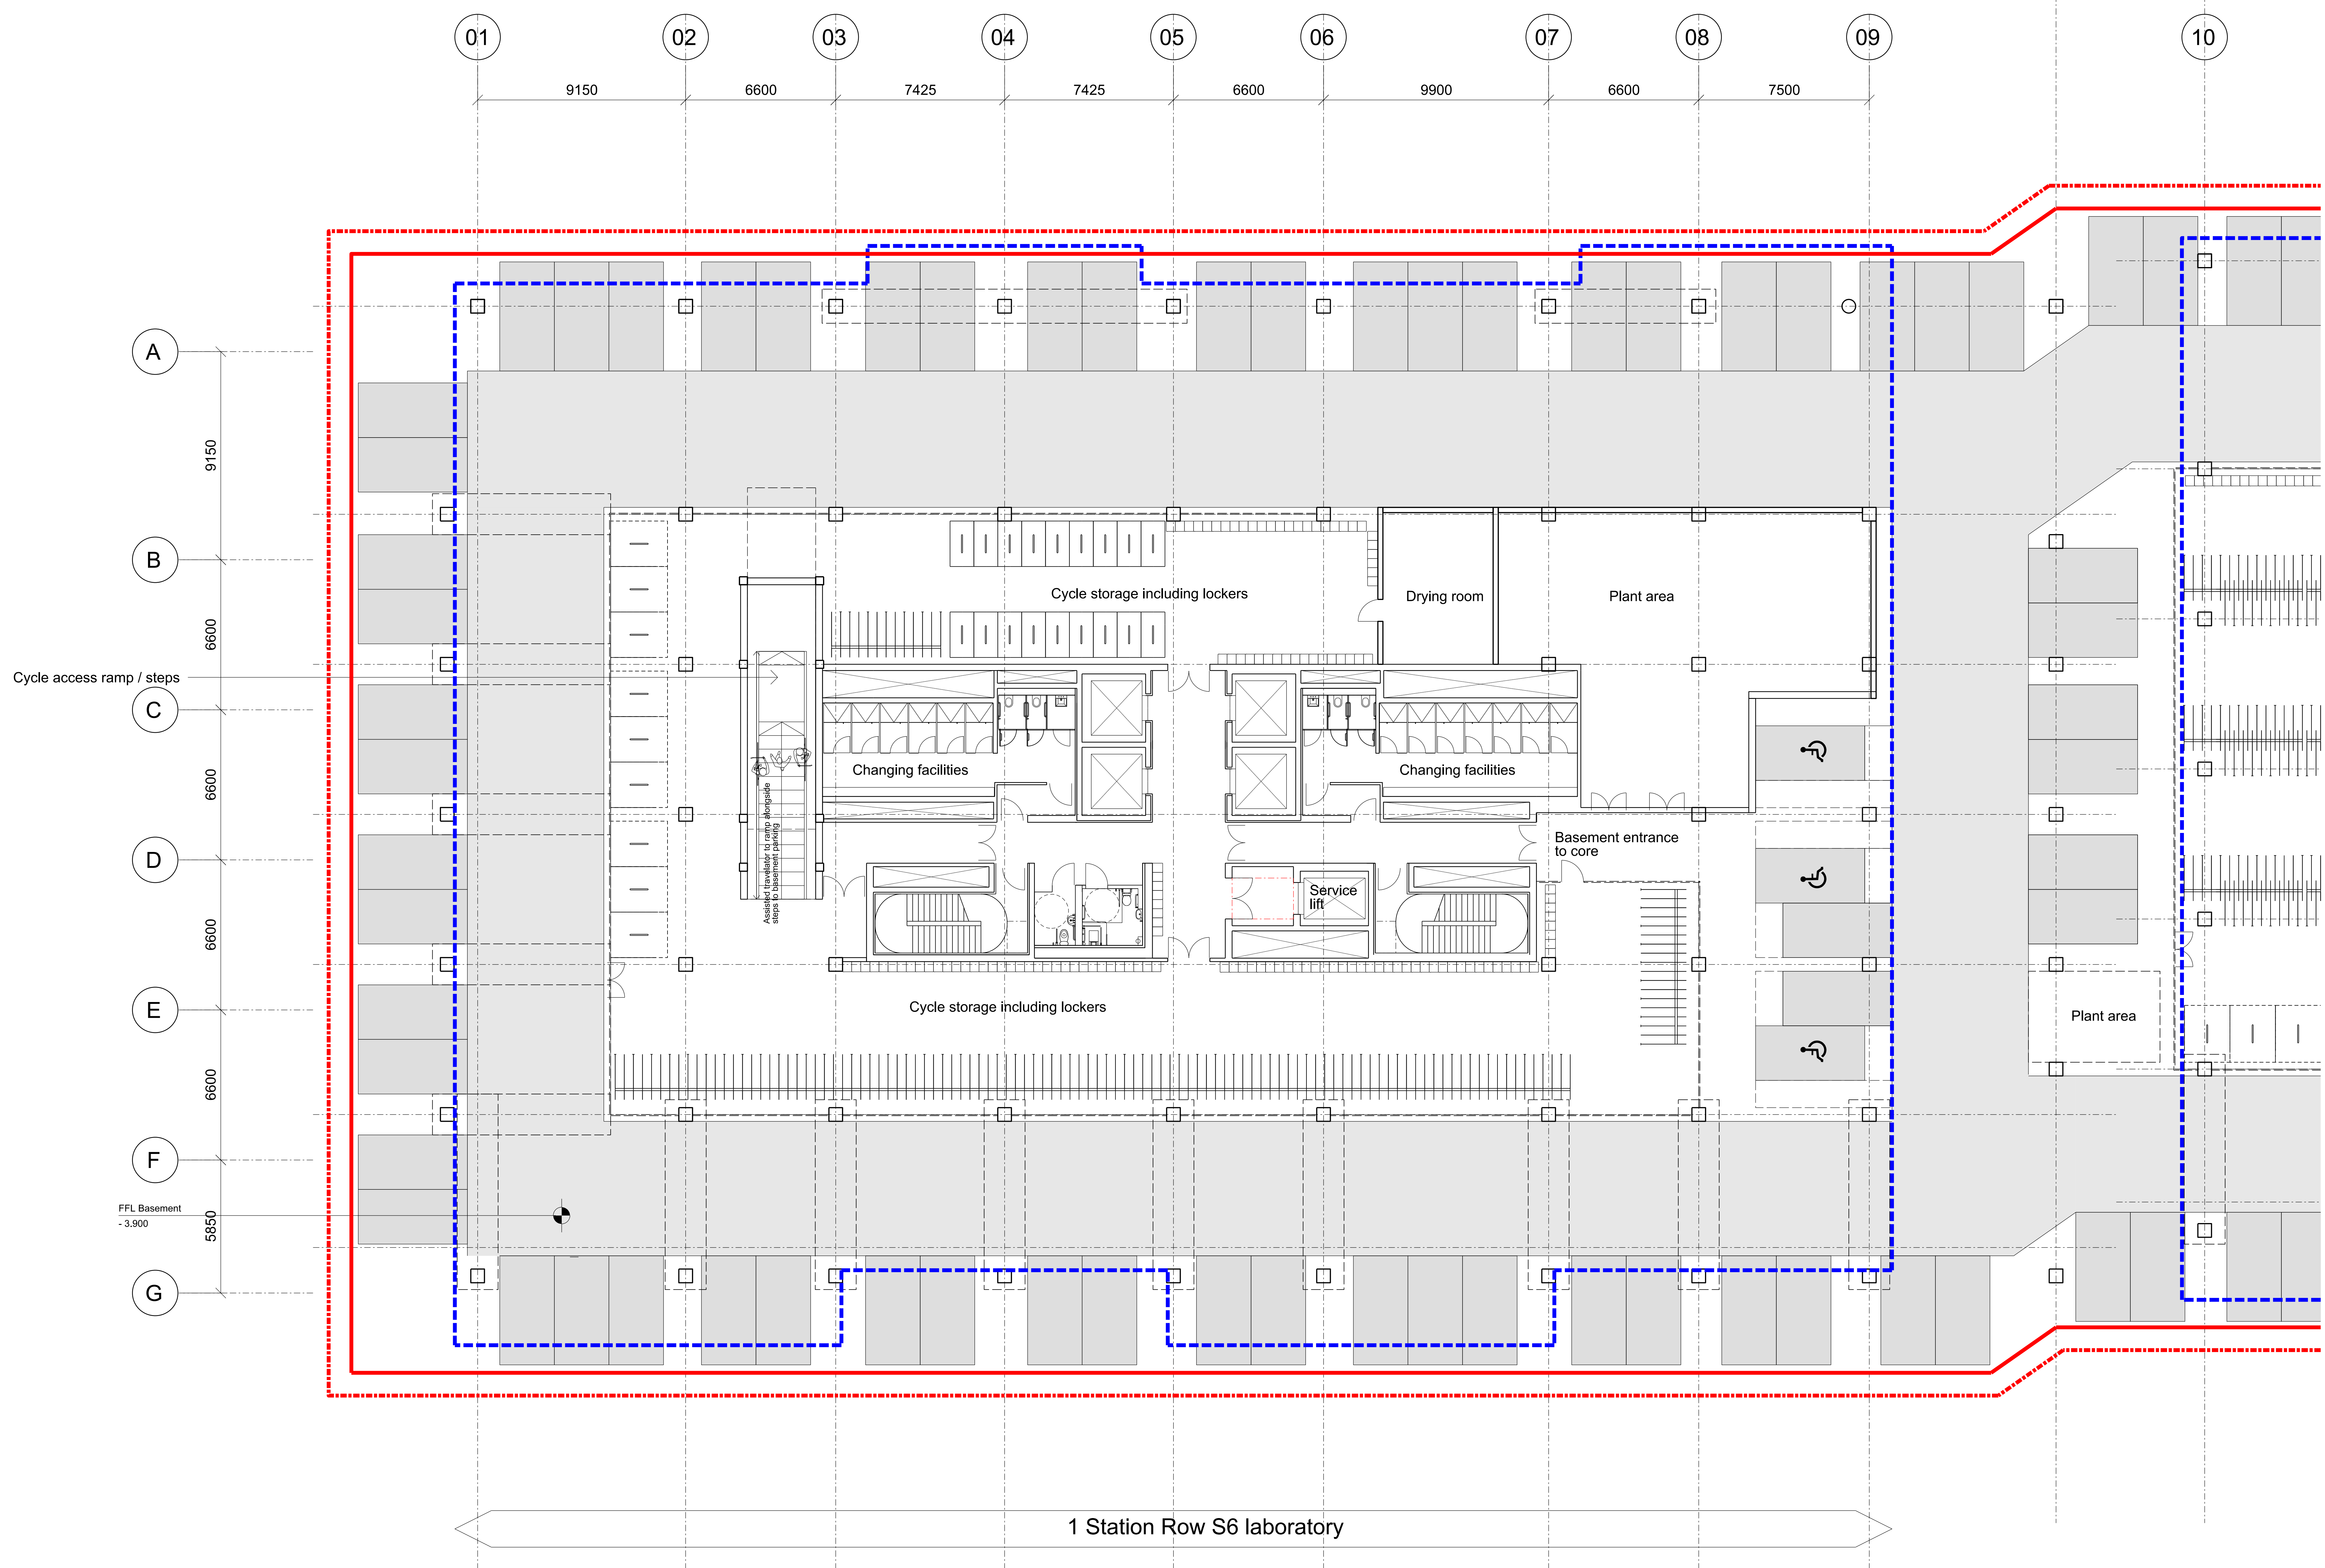 01 02 03 04 05 06 07 08 09 10
9150 6600 7425 7425 6600 9900 6600 7500
A
9150
B
6600
Cycle storage including lockers
Drying room
Plant area
Cycle access ramp / steps
C
6600
Changing facilities
Changing facilities
Assisted travelator to ramp alongside
steps to basement parking
Basement entrance
to core
D
Service
lift
6600
E
Cycle storage including lockers
Plant area
6600
F
FFL Basement
- 3.900
5850
G
1 Station Row S6 laboratory